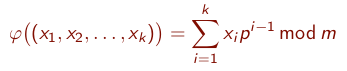 φ((x₁, x₂, …, xₖ)) = ∑ᵢ₌₁ᵏ xᵢpⁱ⁻¹ mod m